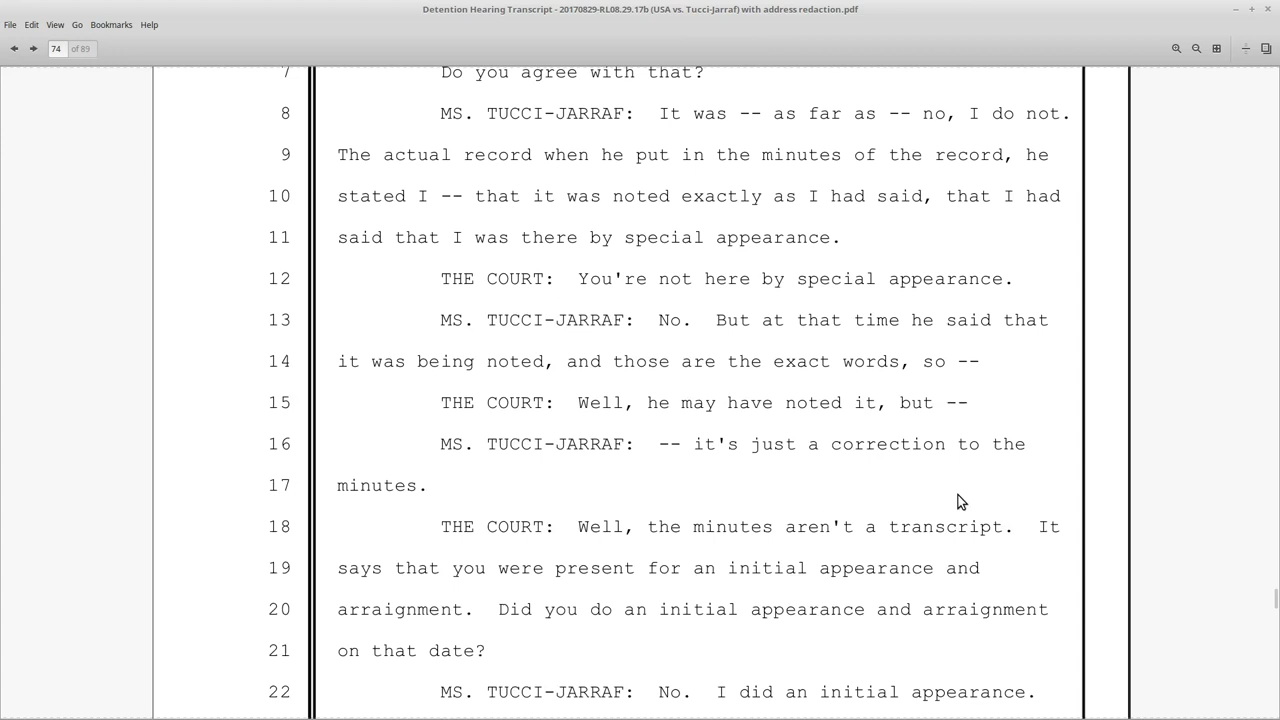 Detention Hearing Transcript - 20170829-RL08.29.17b (USA vs. Tucci-Jarraf) with address redaction.pdf
File Edit View Go Bookmarks Help
74 of 89
7 Do you agree with that?
8 MS. TUCCI-JARRAF: It was -- as far as -- no, I do not.
9 The actual record when he put in the minutes of the record, he
10 stated I -- that it was noted exactly as I had said, that I had
11 said that I was there by special appearance.
12 THE COURT: You're not here by special appearance.
13 MS. TUCCI-JARRAF: No. But at that time he said that
14 it was being noted, and those are the exact words, so --
15 THE COURT: Well, he may have noted it, but --
16 MS. TUCCI-JARRAF: -- it's just a correction to the
17 minutes.
18 THE COURT: Well, the minutes aren't a transcript. It
19 says that you were present for an initial appearance and
20 arraignment. Did you do an initial appearance and arraignment
21 on that date?
22 MS. TUCCI-JARRAF: No. I did an initial appearance.